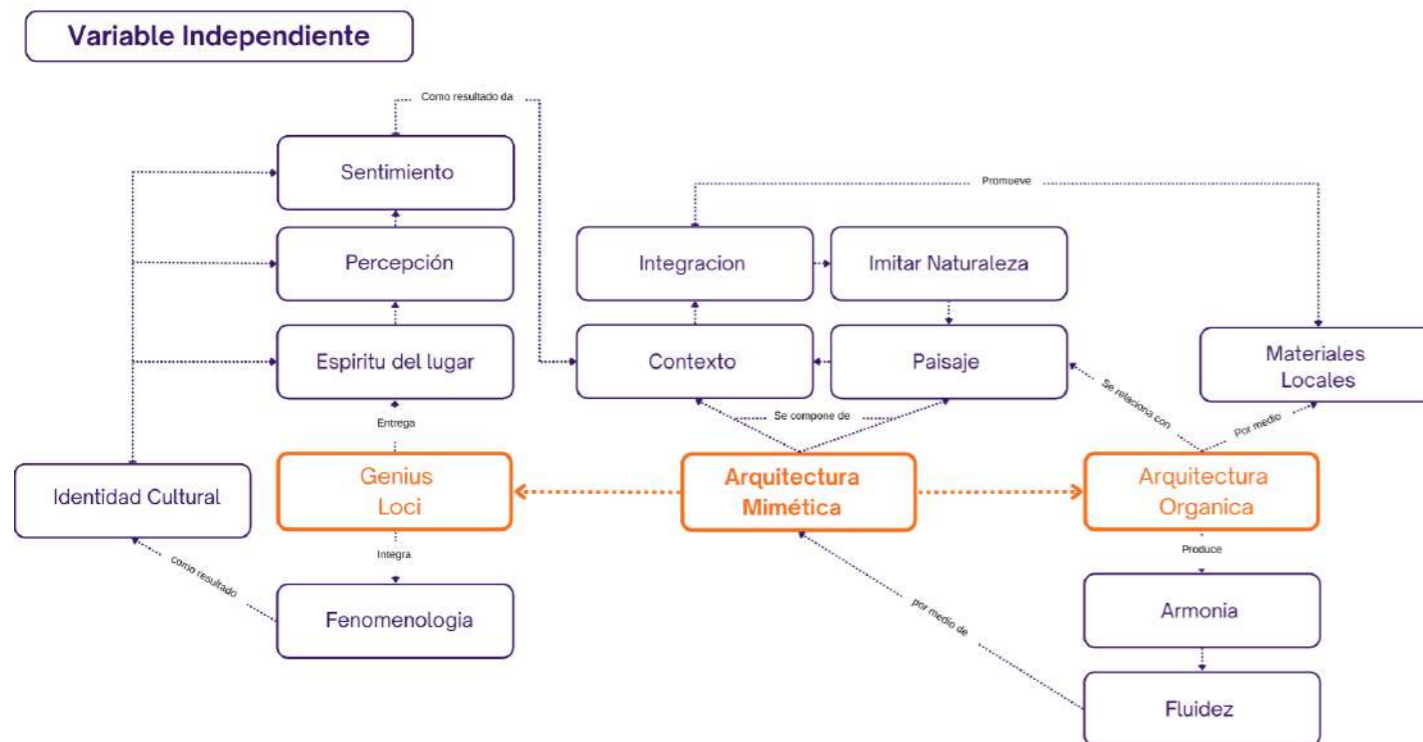 Variable Independiente
Como resultado da
Sentimiento
Promueve
Percepción
Integracion
Imitar Naturaleza
Espiritu del lugar
Contexto
Paisaje
Materiales
Locales
Se relaciona con
Por medio
Se compone de
Entrega
Identidad Cultural
Genius
Loci
Arquitectura
Mimética
Arquitectura
Organica
Integra
Produce
como resultado
Fenomenologia
por medio de
Armonia
Fluidez